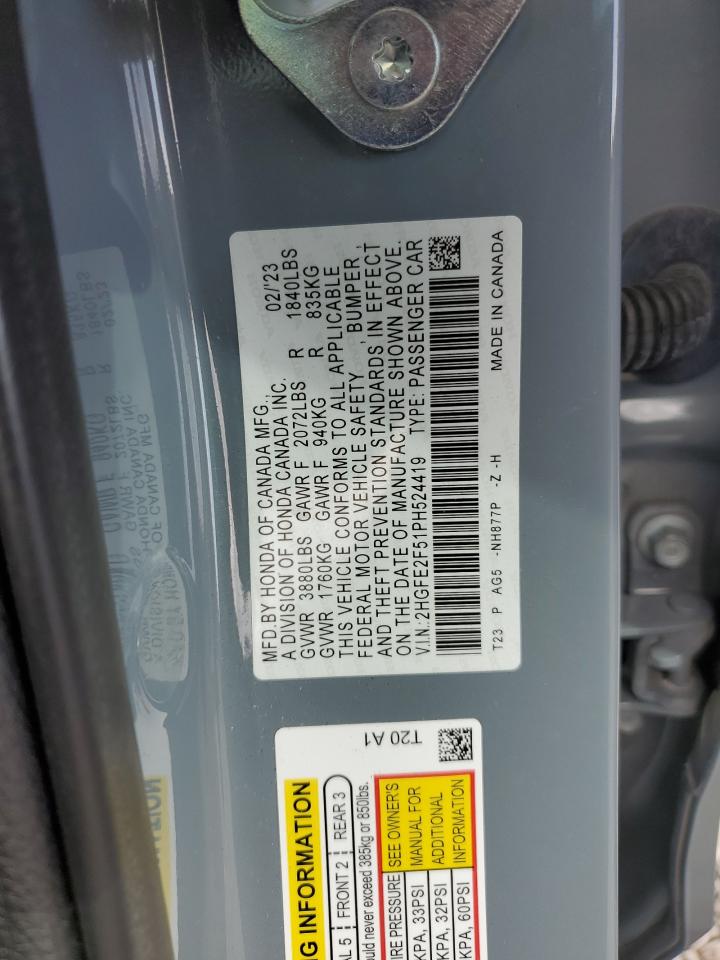 MFD.BY HONDA OF CANADA MFG., 02/'23
A DIVISION OF HONDA CANADA INC.
GVWR 3880LBS GAWR F 2072LBS R 1840LBS
GVWR 1760KG GAWR F 940KG R 835KG
THIS VEHICLE CONFORMS TO ALL APPLICABLE
FEDERAL MOTOR VEHICLE SAFETY, BUMPER,
AND THEFT PREVENTION STANDARDS IN EFFECT
ON THE DATE OF MANUFACTURE SHOWN ABOVE.
V.I.N.:2HGFE2F51PH524419 TYPE: PASSENGER CAR
T23 P AG5 -NH877P -Z -H MADE IN CANADA
INFORMATION T20 A1
5 FRONT 2 REAR 3
never exceed 385kg or 850lbs.
PRESSURE SEE OWNER'S
KPA, 33PSI MANUAL FOR
KPA, 32PSI ADDITIONAL
KPA, 60PSI INFORMATION